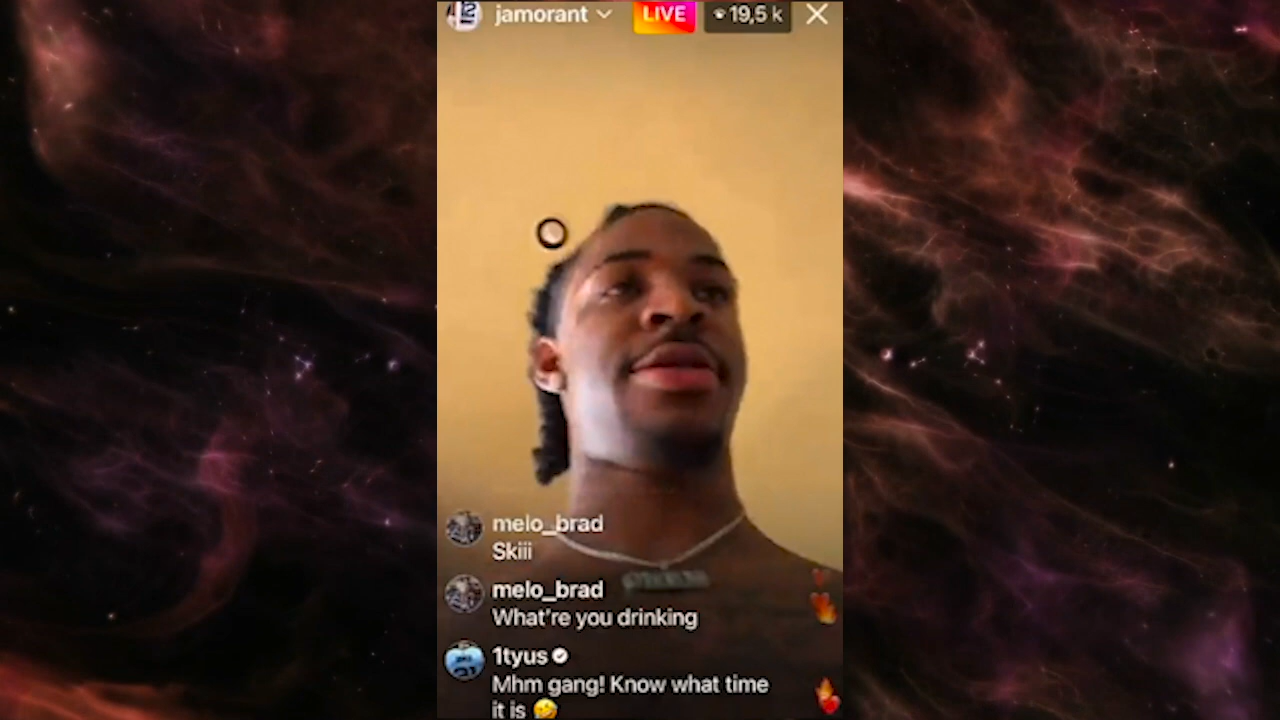 jamorant
LIVE
19,5 k
melo_brad
Skiii
melo_brad
What're you drinking
1tyus
Mhm gang! Know what time
it is 🤣